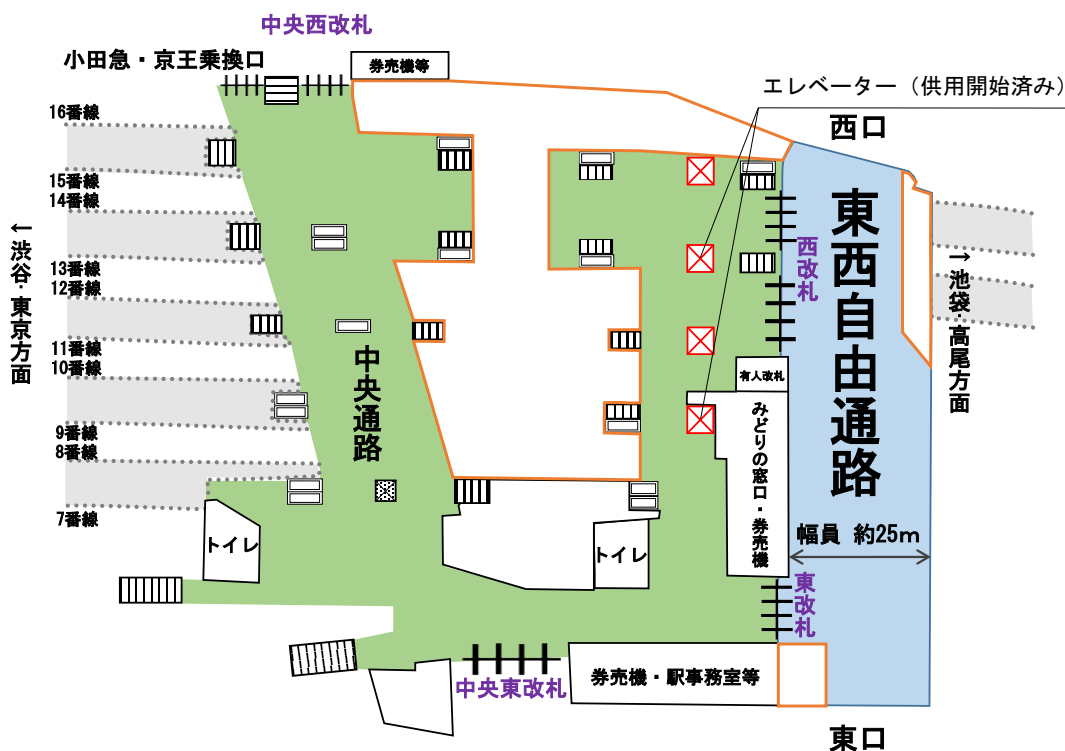 中央西改札
小田急・京王乗換口
券売機等
エレベーター（供用開始済み）
西口
16番線
15番線
14番線
13番線
12番線
11番線
10番線
9番線
8番線
7番線
←渋谷・東京方面
→池袋・高尾方面
東西自由通路
西改札
中央通路
有人改札
みどりの窓口・券売機
幅員 約25m
トイレ
トイレ
東改札
中央東改札
券売機・駅事務室等
東口